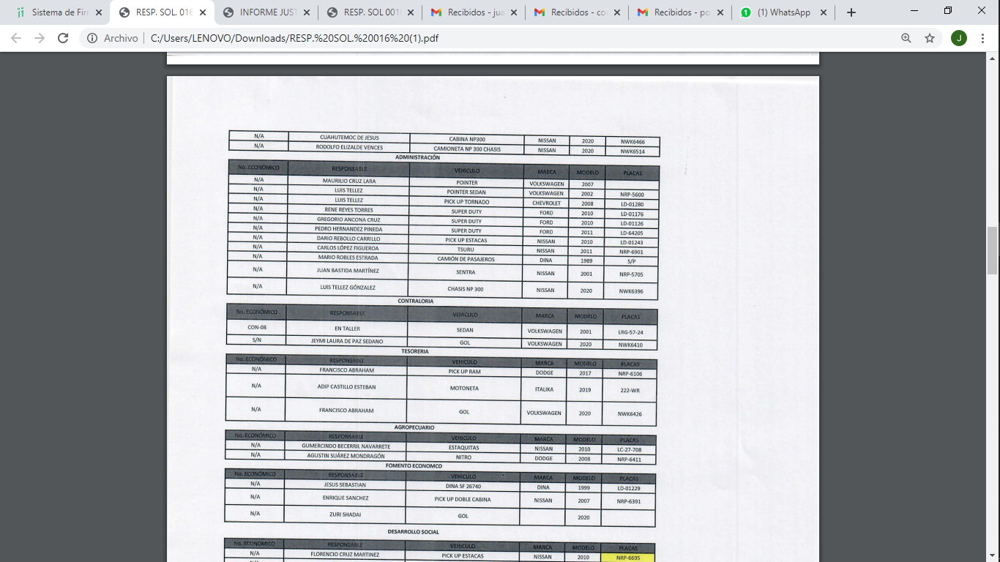 Sistema de Fir
RESP. SOL. 016
INFORME JUST
RESP. SOL 001
Recibidos - jua
Recibidos - co
Recibidos - po
(1) WhatsApp
Archivo C:/Users/LENOVO/Downloads/RESP.%20SOL.%20016%20(1).pdf
J
N/A CUAHUTEMOC DE JESUS CABINA NP300 NISSAN 2020 NWK6466
N/A RODOLFO ELIZALDE VENCES CAMIONETA NP 300 CHASIS NISSAN 2020 NWK6514
ADMINISTRACIÓN
No. ECONÓMICO RESPONSABLE VEHICULO MARCA MODELO PLACAS
N/A MAURILIO CRUZ LARA POINTER VOLKSWAGEN 2007
N/A LUIS TELLEZ POINTER SEDAN VOLKSWAGEN 2002 NRP-5600
N/A LUIS TELLEZ PICK UP TORNADO CHEVROLET 2008 LD-01280
N/A RENE REYES TORRES SUPER DUTY FORD 2010 LD-01176
N/A GREGORIO ANCONA CRUZ SUPER DUTY FORD 2010 LD-01126
N/A PEDRO HERNANDEZ PINEDA SUPER DUTY FORD 2011 LD-64205
N/A DARIO REBOLLO CARRILLO PICK UP ESTACAS NISSAN 2010 LD-01243
N/A CARLOS LÓPEZ FIGUEROA TSURU NISSAN 2011 NRP-6901
N/A MARIO ROBLES ESTRADA CAMIÓN DE PASAJEROS DINA 1989 S/P
N/A JUAN BASTIDA MARTÍNEZ SENTRA NISSAN 2001 NRP-5705
N/A LUIS TELLEZ GÓNZALEZ CHASIS NP 300 NISSAN 2020 NWK6396
CONTRALORIA
No. ECONÓMICO RESPONSABLE VEHICULO MARCA MODELO PLACAS
CON-08 EN TALLER SEDAN VOLKSWAGEN 2001 LRG-57-24
S/N JEYMI LAURA DE PAZ SEDANO GOL VOLKSWAGEN 2020 NWK6410
TESORERIA
No. ECONÓMICO RESPONSABLE VEHICULO MARCA MODELO PLACAS
N/A FRANCISCO ABRAHAM PICK UP RAM DODGE 2017 NRP-6106
N/A ADIP CASTILLO ESTEBAN MOTONETA ITALIKA 2019 222-WR
N/A FRANCISCO ABRAHAM GOL VOLKSWAGEN 2020 NWK6426
AGROPECUARIO
No. ECONÓMICO RESPONSABLE VEHICULO MARCA MODELO PLACAS
N/A GUMERCINDO BECERRIL NAVARRETE ESTAQUITAS NISSAN 2010 LC-27-708
N/A AGUSTIN SUÁREZ MONDRAGÓN NITRO DODGE 2008 NRP-6411
FOMENTO ECONOMCO
No. ECONÓMICO RESPONSABLE VEHICULO MARCA MODELO PLACAS
N/A JESUS SEBASTIAN DINA SF 26740 DINA 1999 LD-01229
N/A ENRIQUE SANCHEZ PICK UP DOBLE CABINA NISSAN 2007 NRP-6391
N/A ZURI SHADAI GOL 2020
DESARROLLO SOCIAL
No. ECONÓMICO RESPONSABLE VEHICULO MARCA MODELO PLACAS
N/A FLORENCIO CRUZ MARTINEZ PICK UP ESTACAS NISSAN 2010 NRP-6695